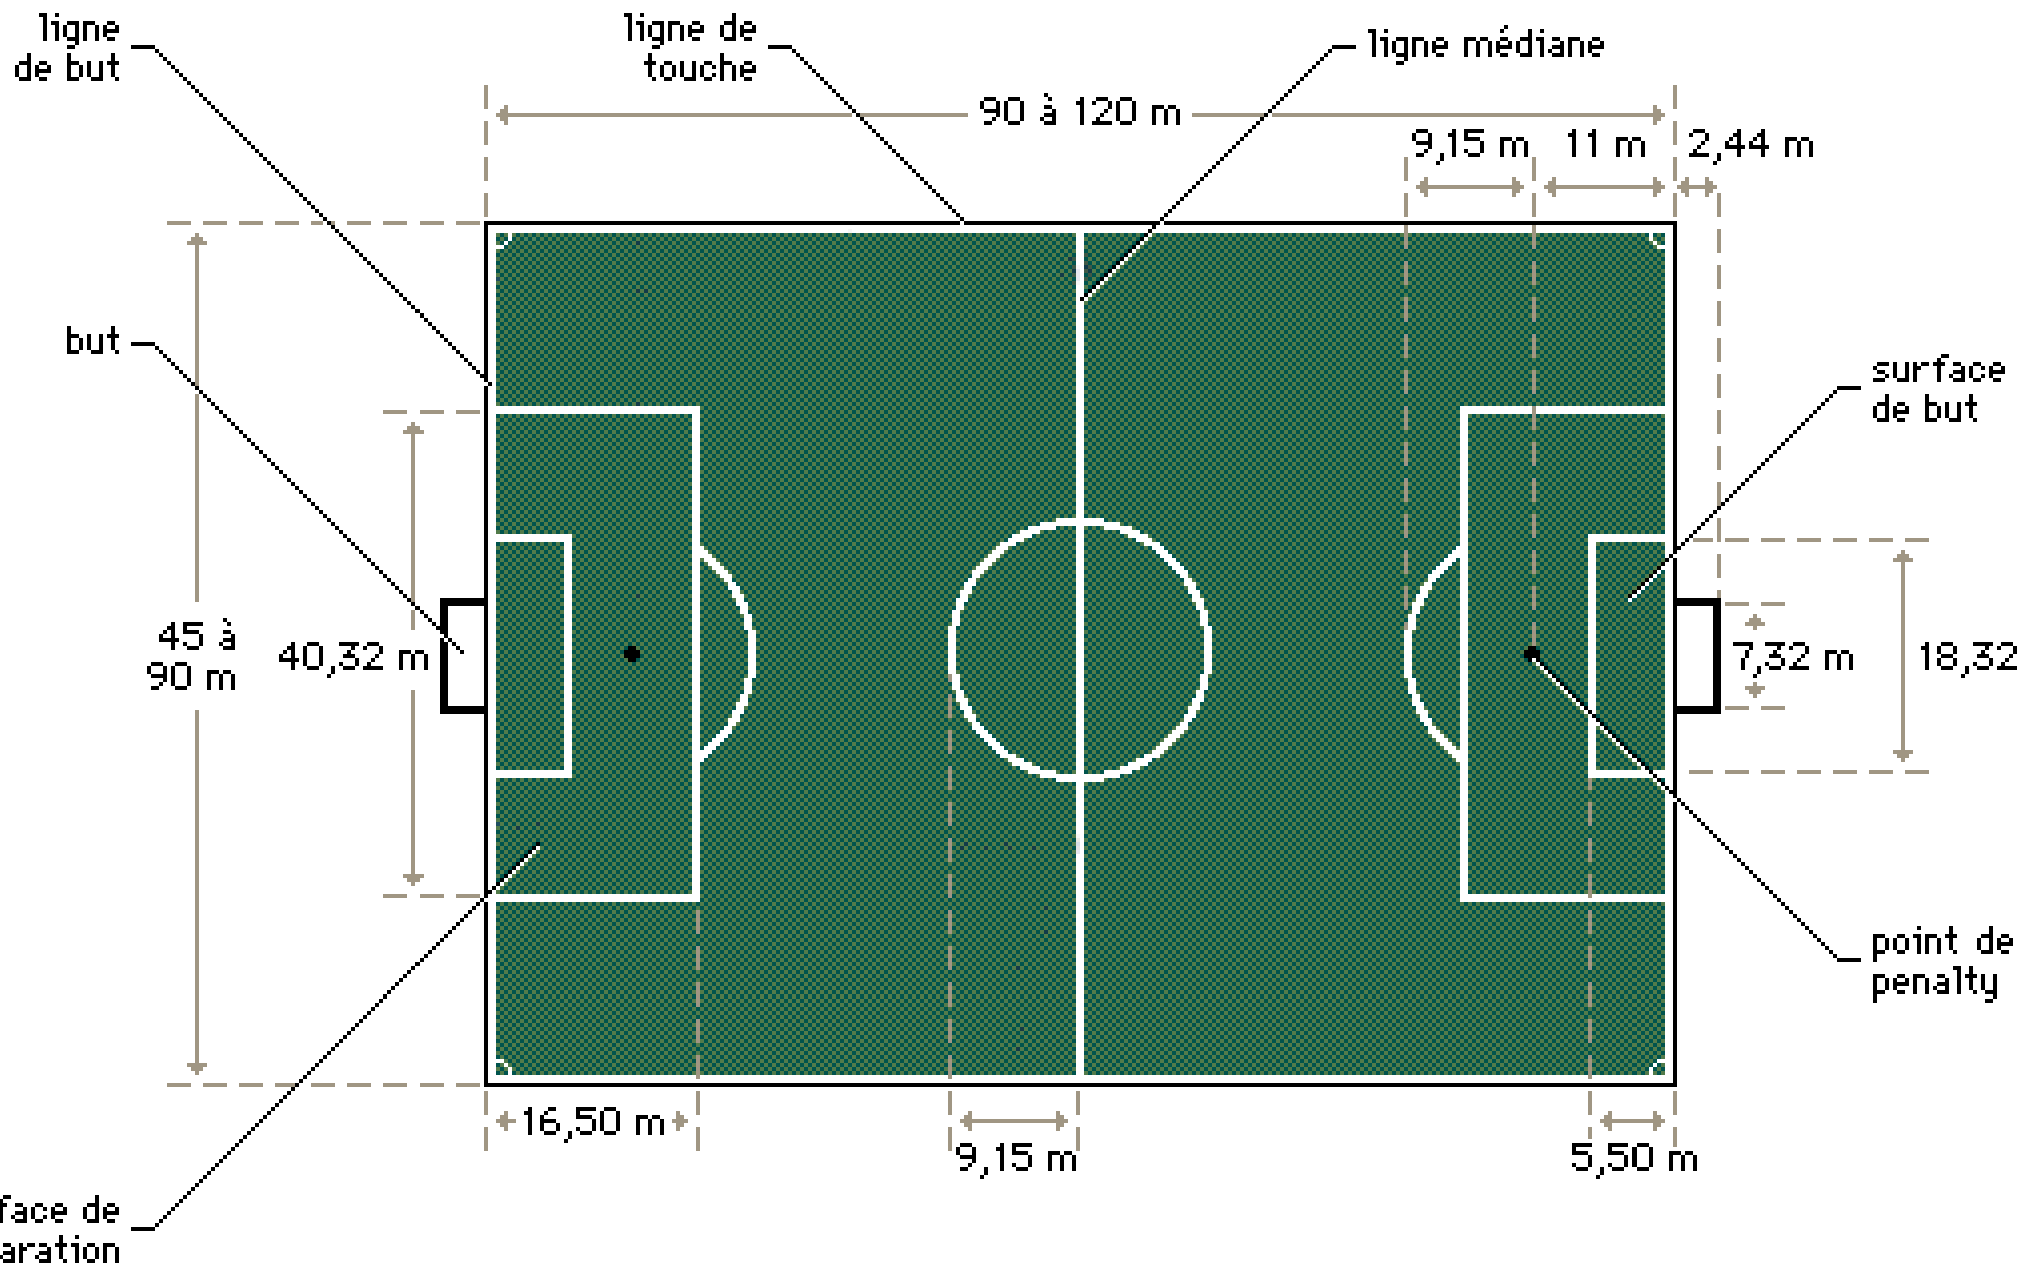 ligne
de but
ligne de
touche
ligne médiane
90 à 120 m
9,15 m
11 m
2,44 m
but
surface
de but
45 à
90 m
40,32 m
7,32 m
18,32
point de
penalty
16,50 m
9,15 m
5,50 m
face de
aration